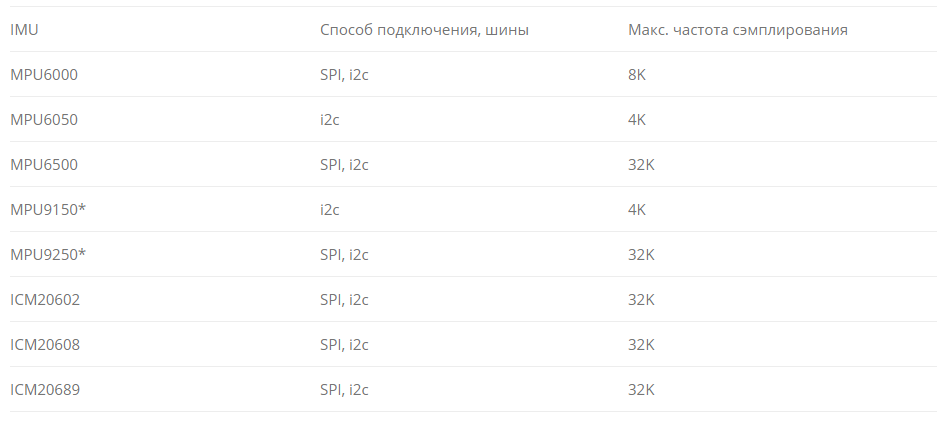 IMU Способ подключения, шины Макс. частота сэмплирования
MPU6000 SPI, i2c 8K
MPU6050 i2c 4K
MPU6500 SPI, i2c 32K
MPU9150* i2c 4K
MPU9250* SPI, i2c 32K
ICM20602 SPI, i2c 32K
ICM20608 SPI, i2c 32K
ICM20689 SPI, i2c 32K